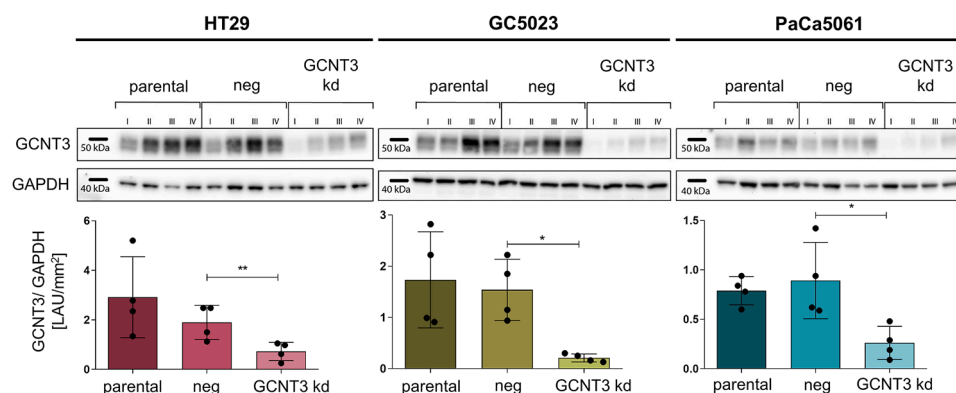 HT29 GC5023 PaCa5061
parental neg GCNT3 kd parental neg GCNT3 kd parental neg GCNT3 kd
I II III IV I II III IV I II III IV I II III IV I II III IV I II III IV I II III IV I II III IV I II III IV
GCNT3 50 kDa 50 kDa 50 kDa
GAPDH 40 kDa 40 kDa 40 kDa
GCNT3/ GAPDH
[LAU/mm²]
6
4
2
0
**
parental neg GCNT3 kd
3
2
1
0
*
parental neg GCNT3 kd
1.5
1.0
0.5
0.0
*
parental neg GCNT3 kd